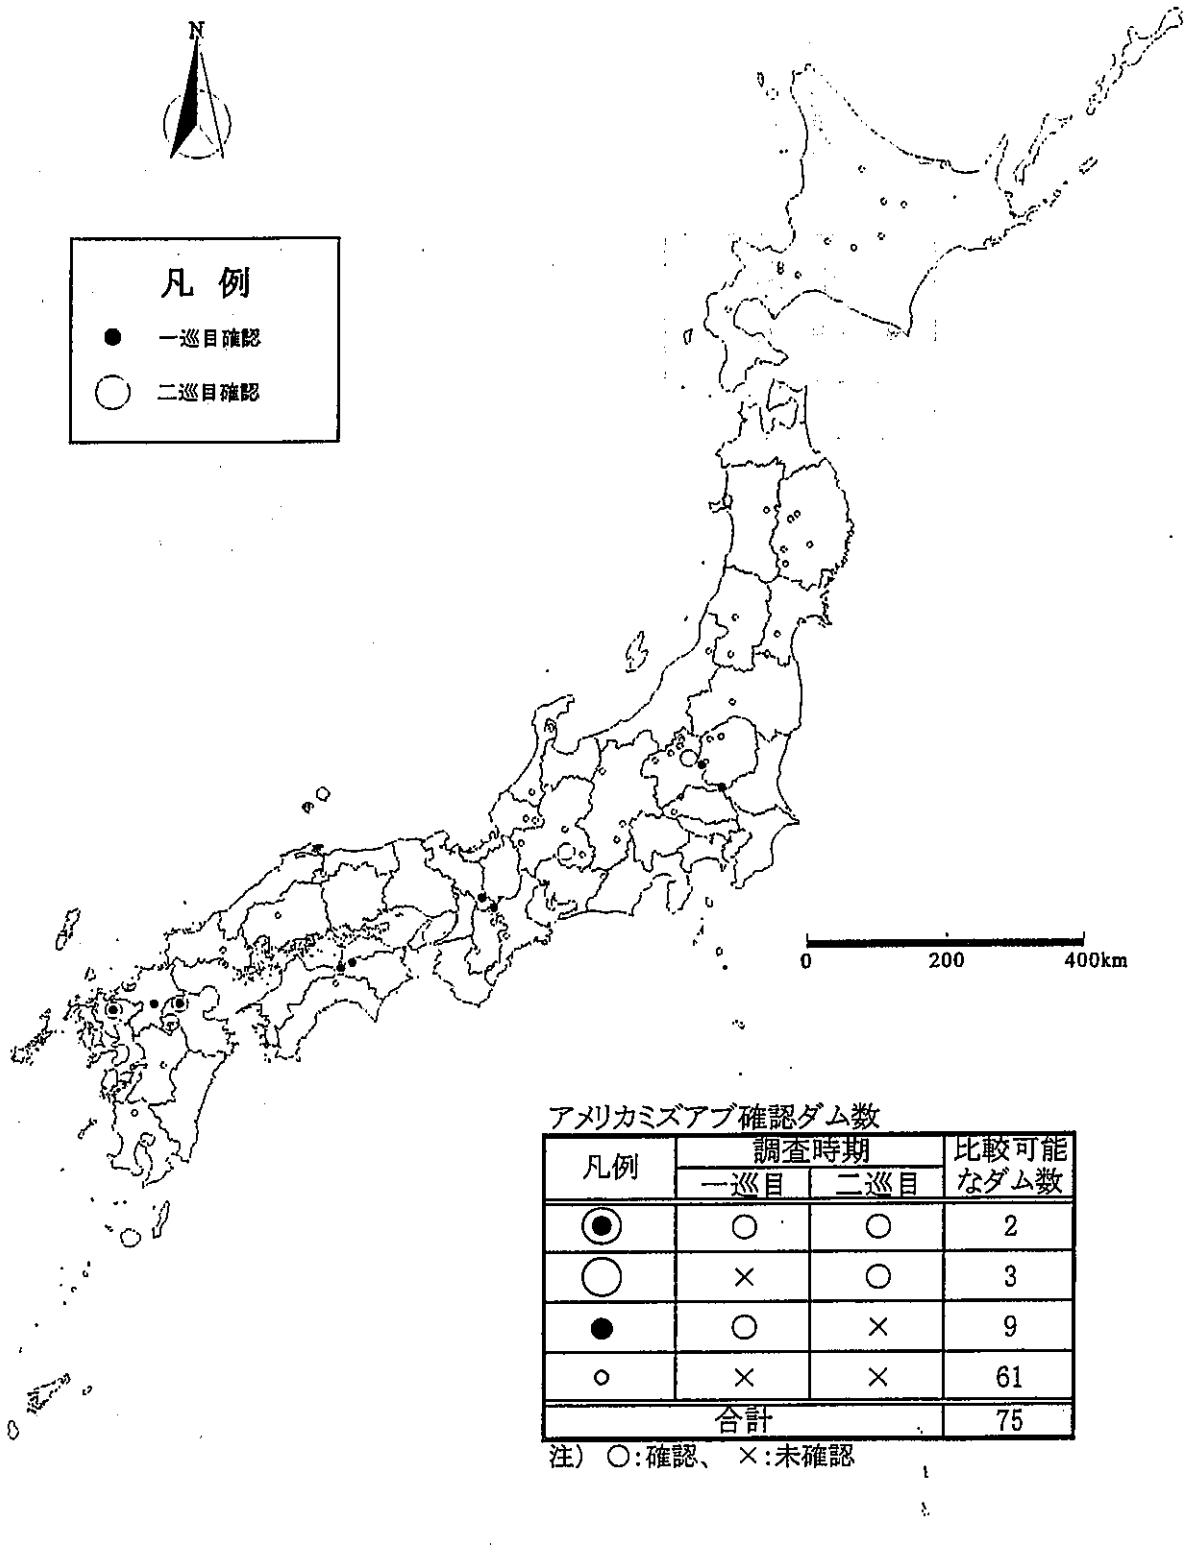 N
凡 例
一巡目確認
二巡目確認
0 200 400km
アメリカミズアブ確認ダム数
凡例 調査時期 比較可能なダム数
一巡目 二巡目
○ ○ 2
× ○ 3
○ × 9
× × 61
合計 75
注) ○:確認、 ×:未確認